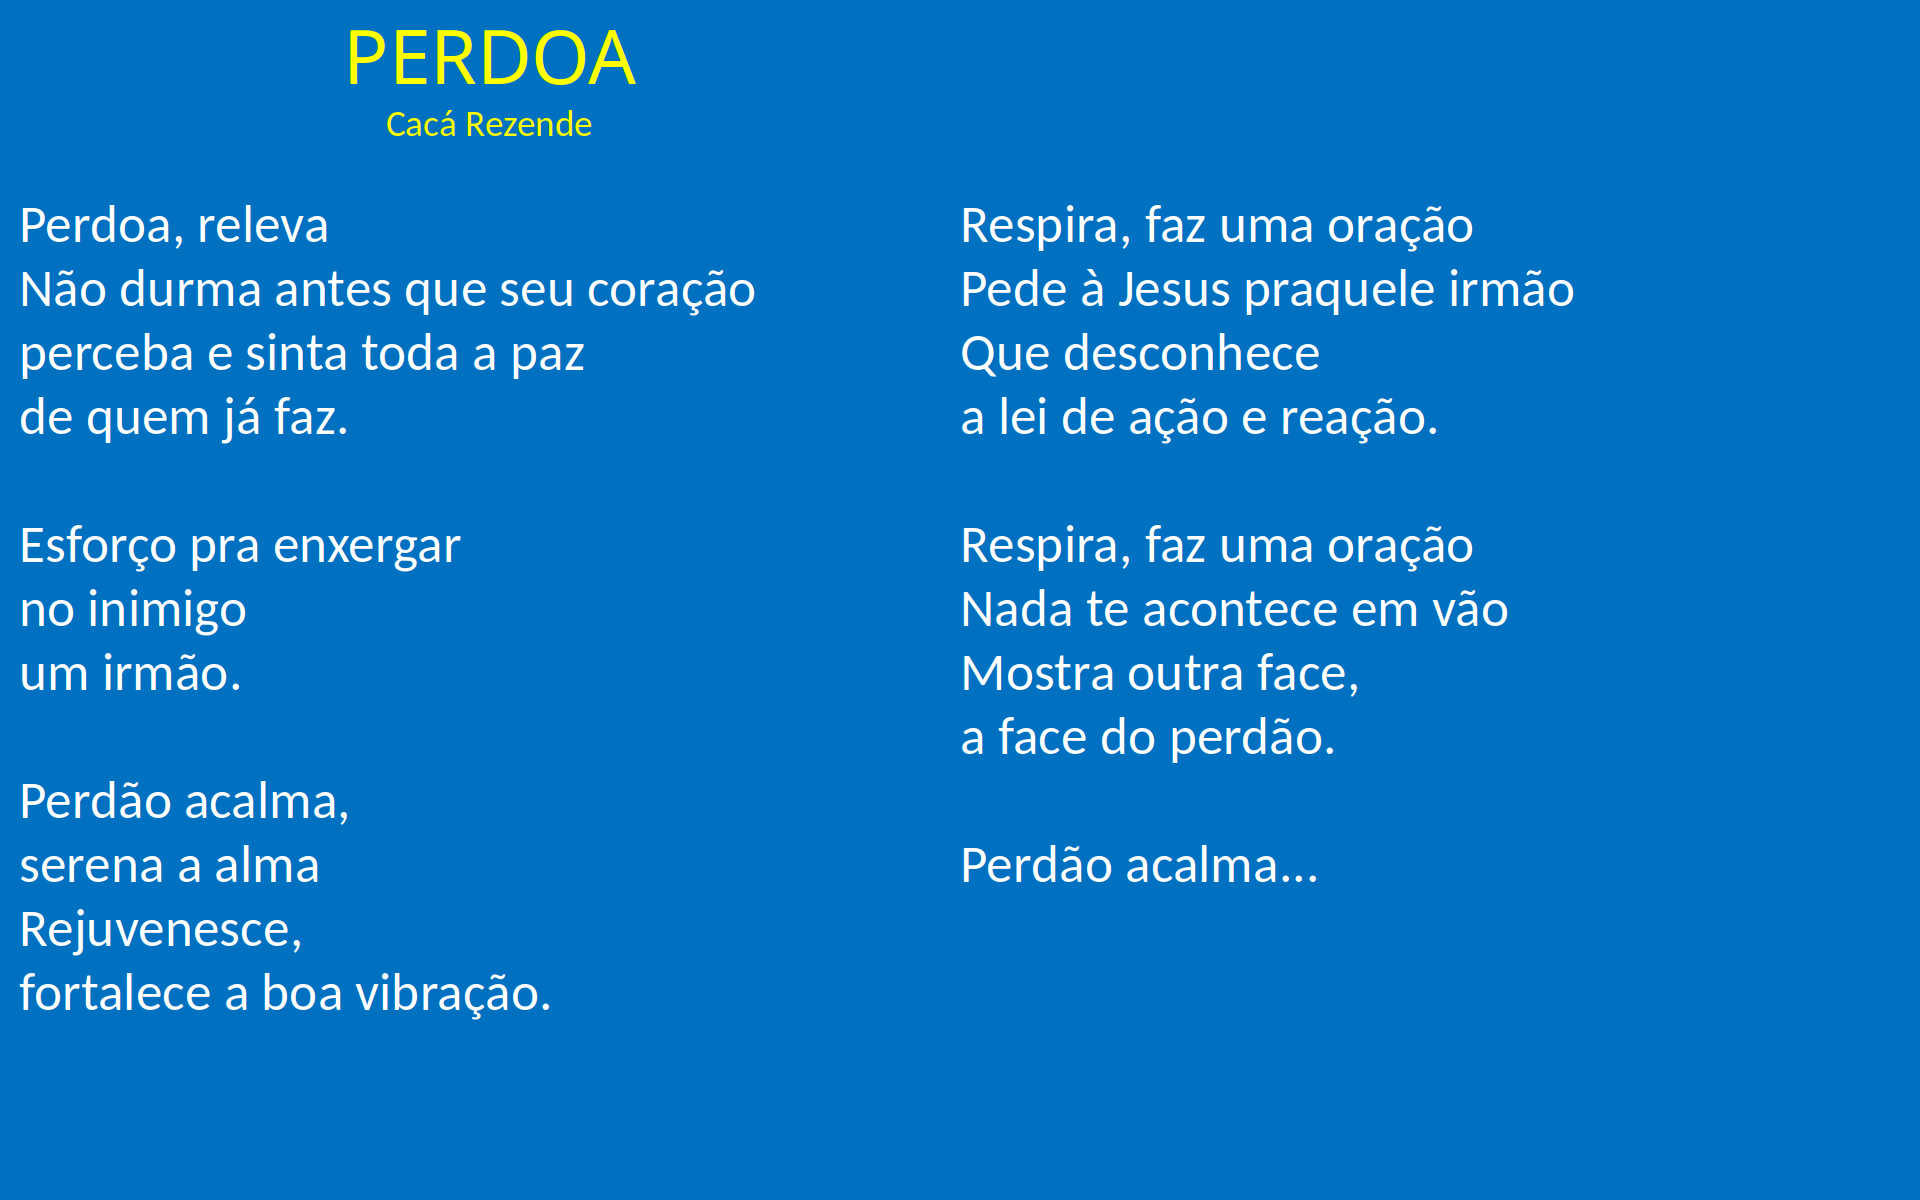 PERDOA
Cacá Rezende
Perdoa, releva
Não durma antes que seu coração
perceba e sinta toda a paz
de quem já faz.
Esforço pra enxergar
no inimigo
um irmão.
Perdão acalma,
serena a alma
Rejuvenesce,
fortalece a boa vibração.
Respira, faz uma oração
Pede à Jesus praquele irmão
Que desconhece
a lei de ação e reação.
Respira, faz uma oração
Nada te acontece em vão
Mostra outra face,
a face do perdão.
Perdão acalma...